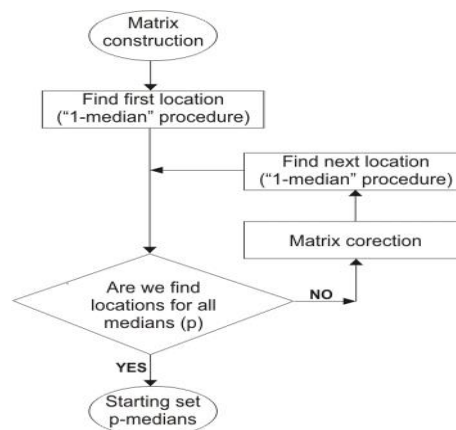 Matrix
construction
Find first location
("1-median" procedure)
Find next location
("1-median" procedure)
Matrix corection
Are we find
locations for all
medians (p)
NO
YES
Starting set
p-medians